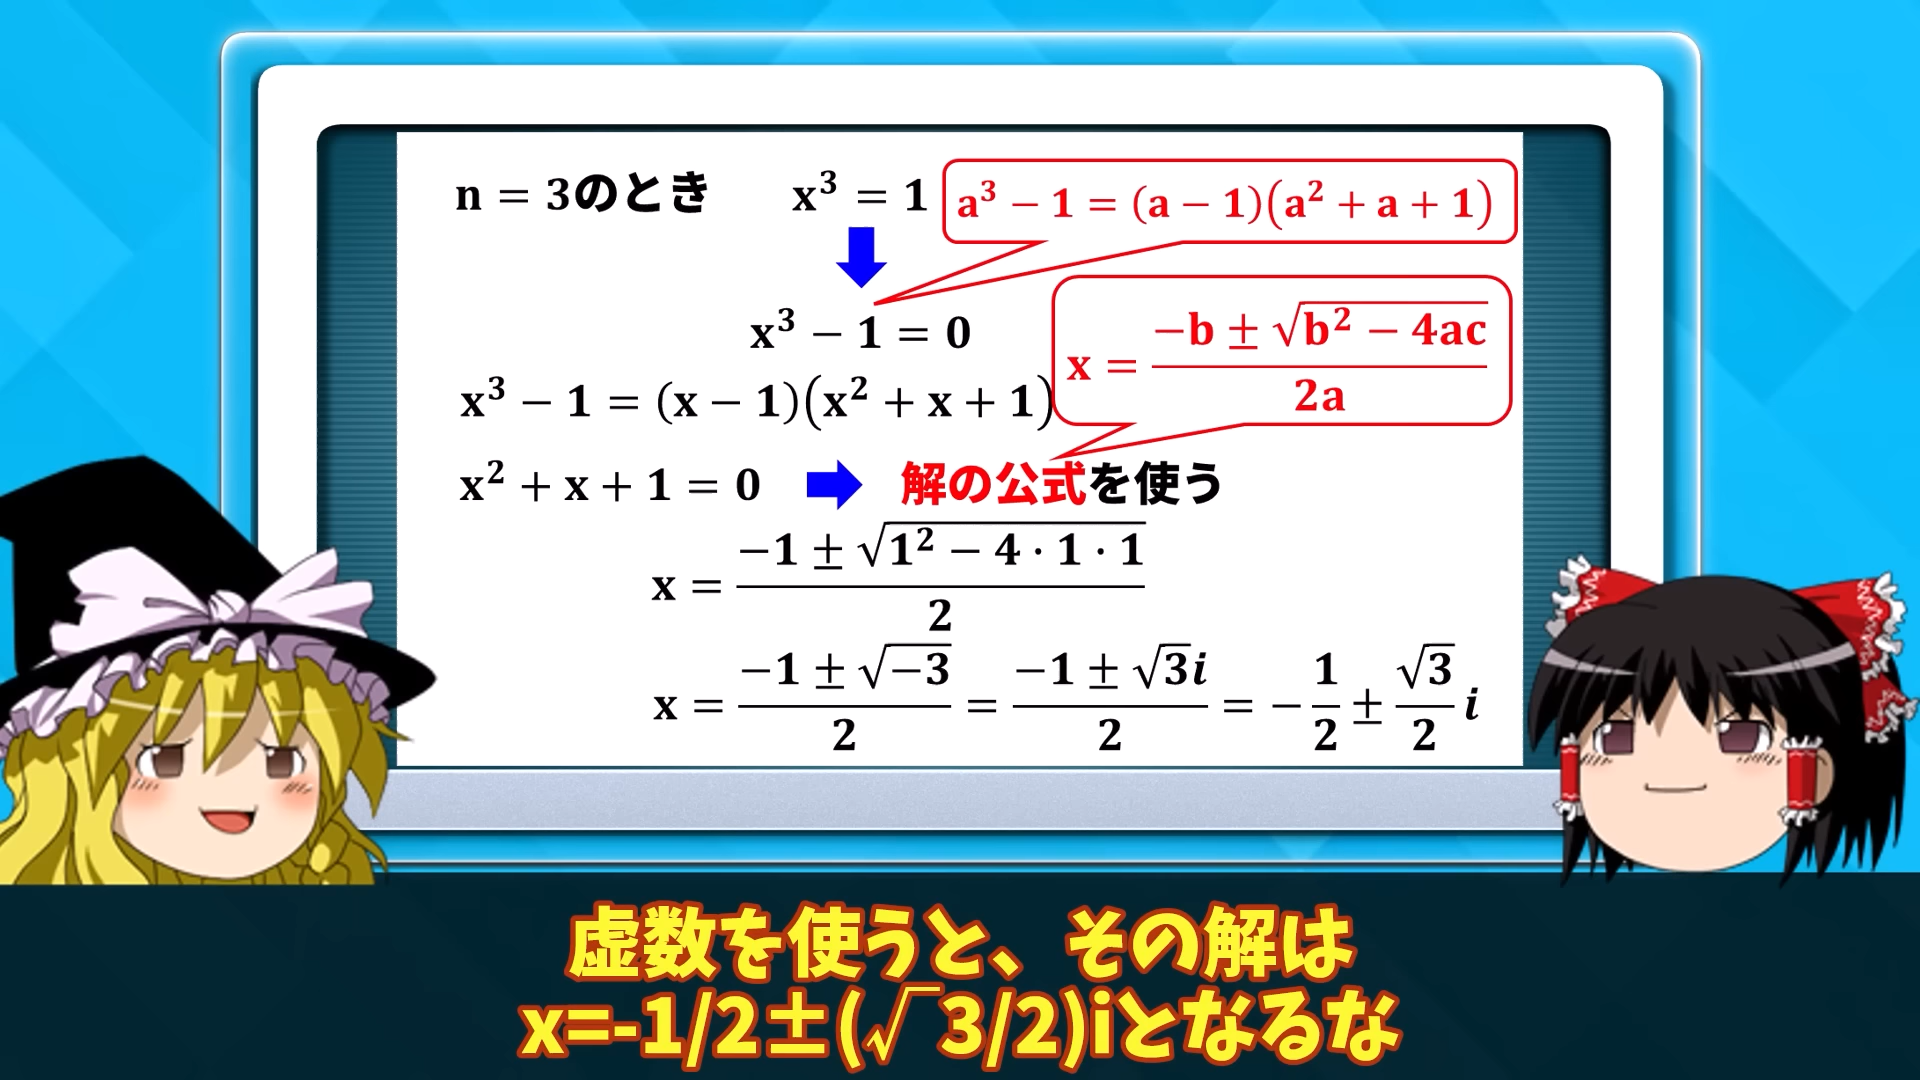 n = 3のとき
x³ = 1
a³ − 1 = (a − 1)(a² + a + 1)
x³ − 1 = 0
x = (−b ± √(b² − 4ac)) / 2a
x³ − 1 = (x − 1)(x² + x + 1)
x² + x + 1 = 0
解の公式を使う
x = (−1 ± √(1² − 4 · 1 · 1)) / 2
x = (−1 ± √−3) / 2 = (−1 ± √3i) / 2 = −1/2 ± √3/2 i
虚数を使うと、その解は
x=-1/2±(√3/2)iとなるな